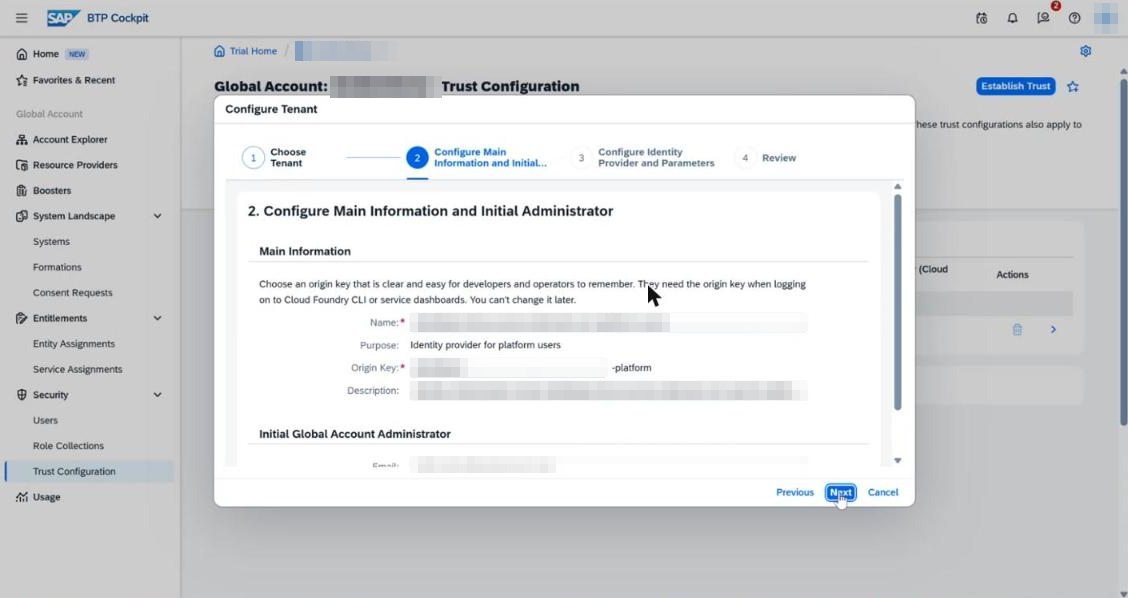 SAP BTP Cockpit
2
Home NEW
Favorites & Recent
Global Account
Account Explorer
Resource Providers
Boosters
System Landscape
Systems
Formations
Consent Requests
Entitlements
Entity Assignments
Service Assignments
Security
Users
Role Collections
Trust Configuration
Usage
Trial Home /
Global Account: Trust Configuration
Establish Trust
hese trust configurations also apply to
(Cloud
Actions
Configure Tenant
1 Choose
Tenant
2 Configure Main
Information and Initial...
3 Configure Identity
Provider and Parameters
4 Review
2. Configure Main Information and Initial Administrator
Main Information
Choose an origin key that is clear and easy for developers and operators to remember. They need the origin key when logging
on to Cloud Foundry CLI or service dashboards. You can't change it later.
Name:*
Purpose: Identity provider for platform users
Origin Key:* -platform
Description:
Initial Global Account Administrator
Email:
Previous Next Cancel